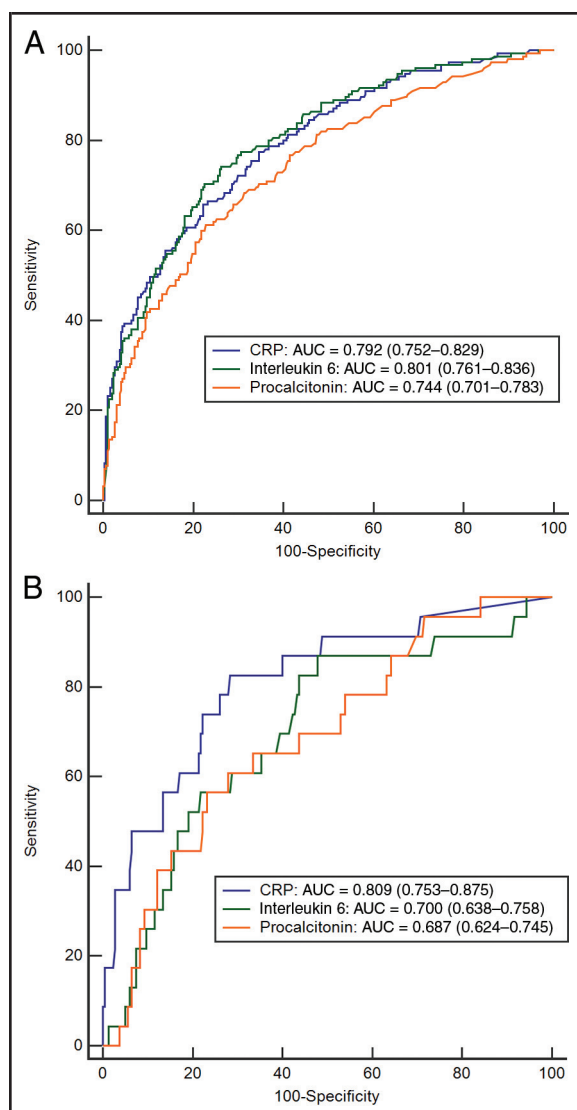 A
100
80
60
40
20
0
Sensitivity
CRP: AUC = 0.792 (0.752–0.829)
Interleukin 6: AUC = 0.801 (0.761–0.836)
Procalcitonin: AUC = 0.744 (0.701–0.783)
0 20 40 60 80 100
100-Specificity
B
100
80
60
40
20
0
Sensitivity
CRP: AUC = 0.809 (0.753–0.875)
Interleukin 6: AUC = 0.700 (0.638–0.758)
Procalcitonin: AUC = 0.687 (0.624–0.745)
0 20 40 60 80 100
100-Specificity